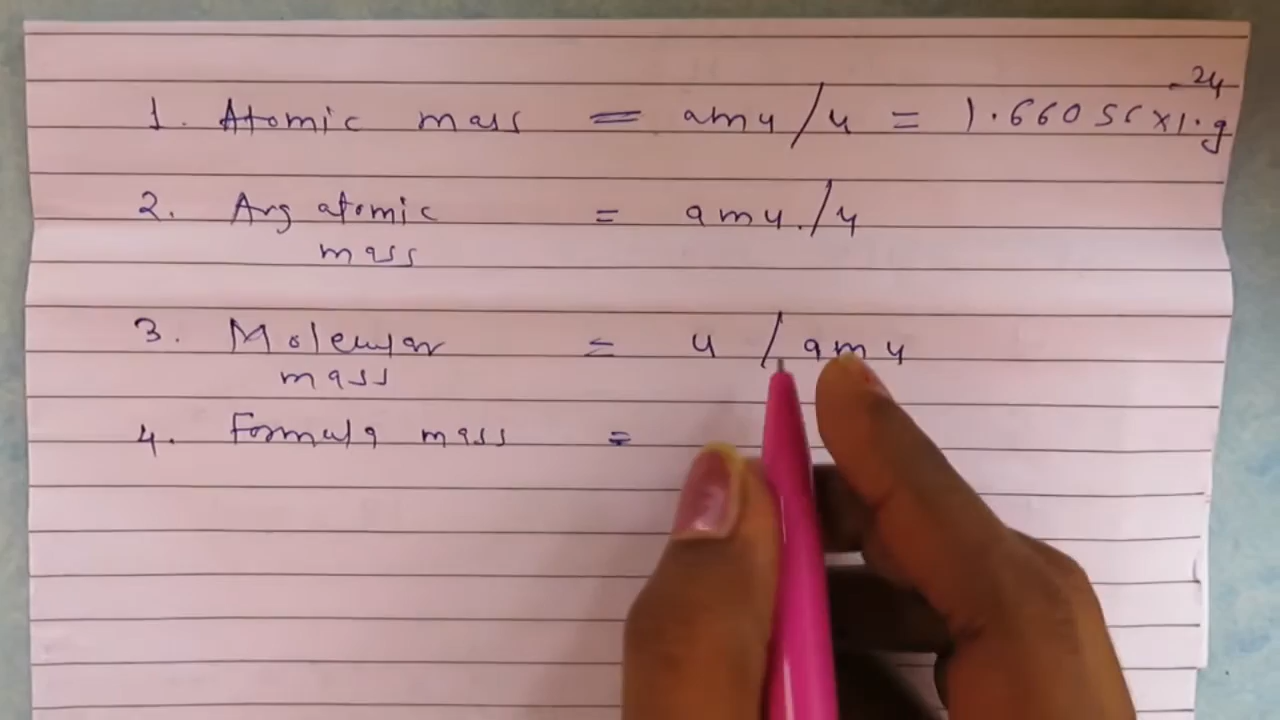 1. Atomic mass = amu/u = 1.66056 x 10⁻²⁴ g
2. Avg atomic = amu./u
mass
3. Molecular = u / amu
mass
4. Formula mass =